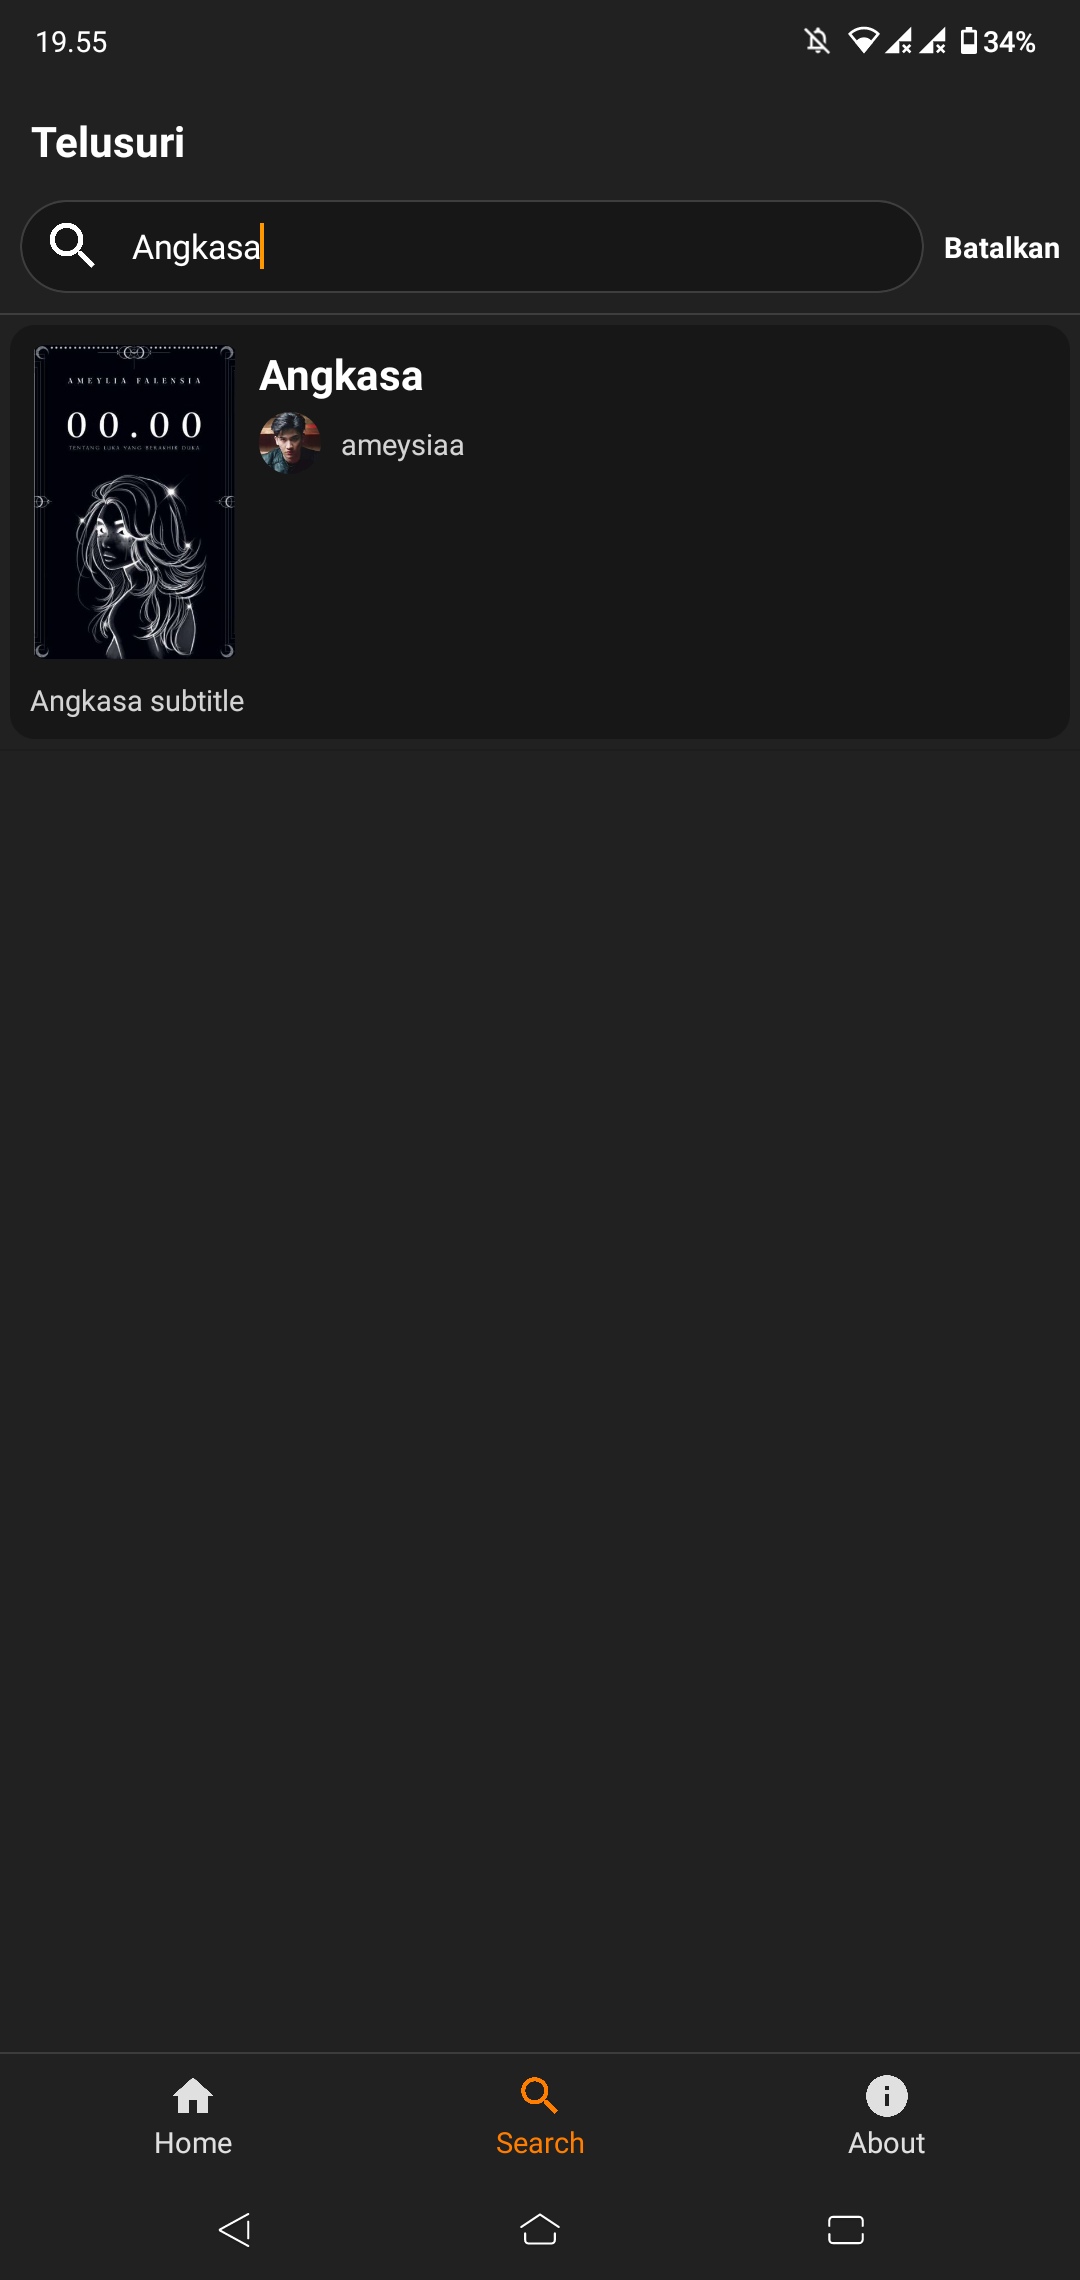 19.55
34%
Telusuri
Angkasa
Batalkan
AMEYLIA FALENSIA
00.00
TENTANG LUKA YANG BERAKHIR DUKA
Angkasa
ameysiaa
Angkasa subtitle
Home
Search
About